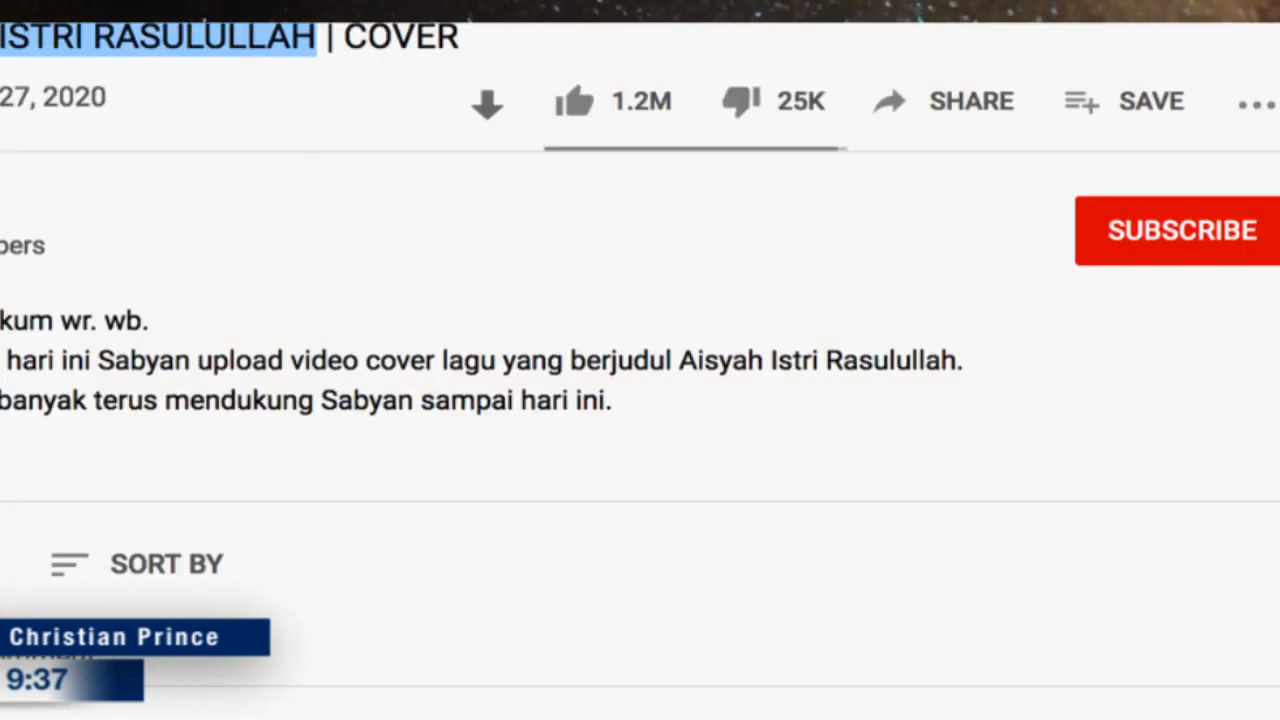 ISTRI RASULULLAH | COVER
27, 2020
1.2M 25K SHARE SAVE
SUBSCRIBE
bers
kum wr. wb.
hari ini Sabyan upload video cover lagu yang berjudul Aisyah Istri Rasulullah.
banyak terus mendukung Sabyan sampai hari ini.
SORT BY
Christian Prince
9:37